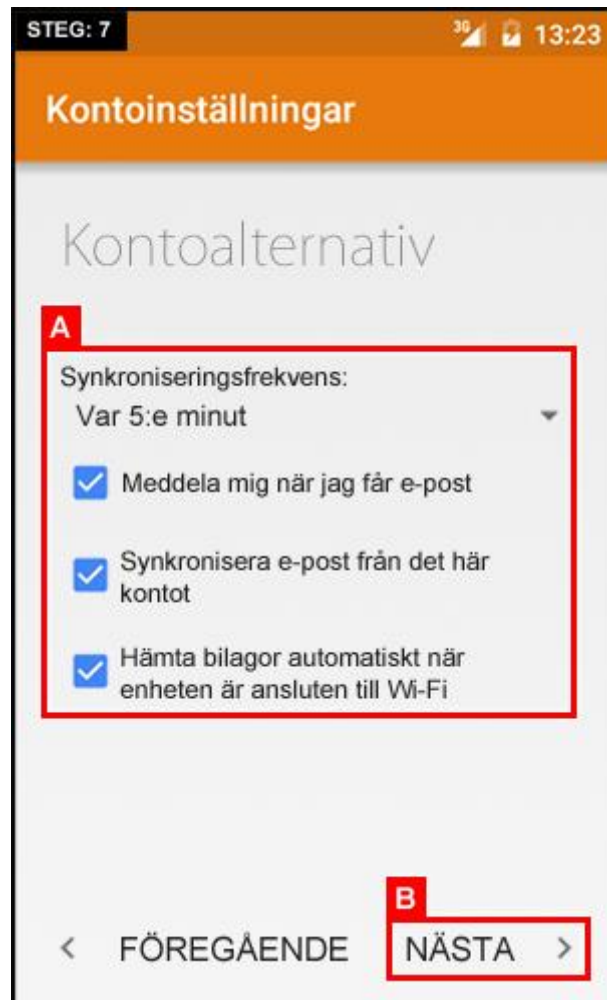 STEG: 7
3G 13:23
Kontoinställningar
Kontoalternativ
A
Synkroniseringsfrekvens:
Var 5:e minut
Meddela mig när jag får e-post
Synkronisera e-post från det här
kontot
Hämta bilagor automatiskt när
enheten är ansluten till Wi-Fi
B
< FÖREGÅENDE NÄSTA >